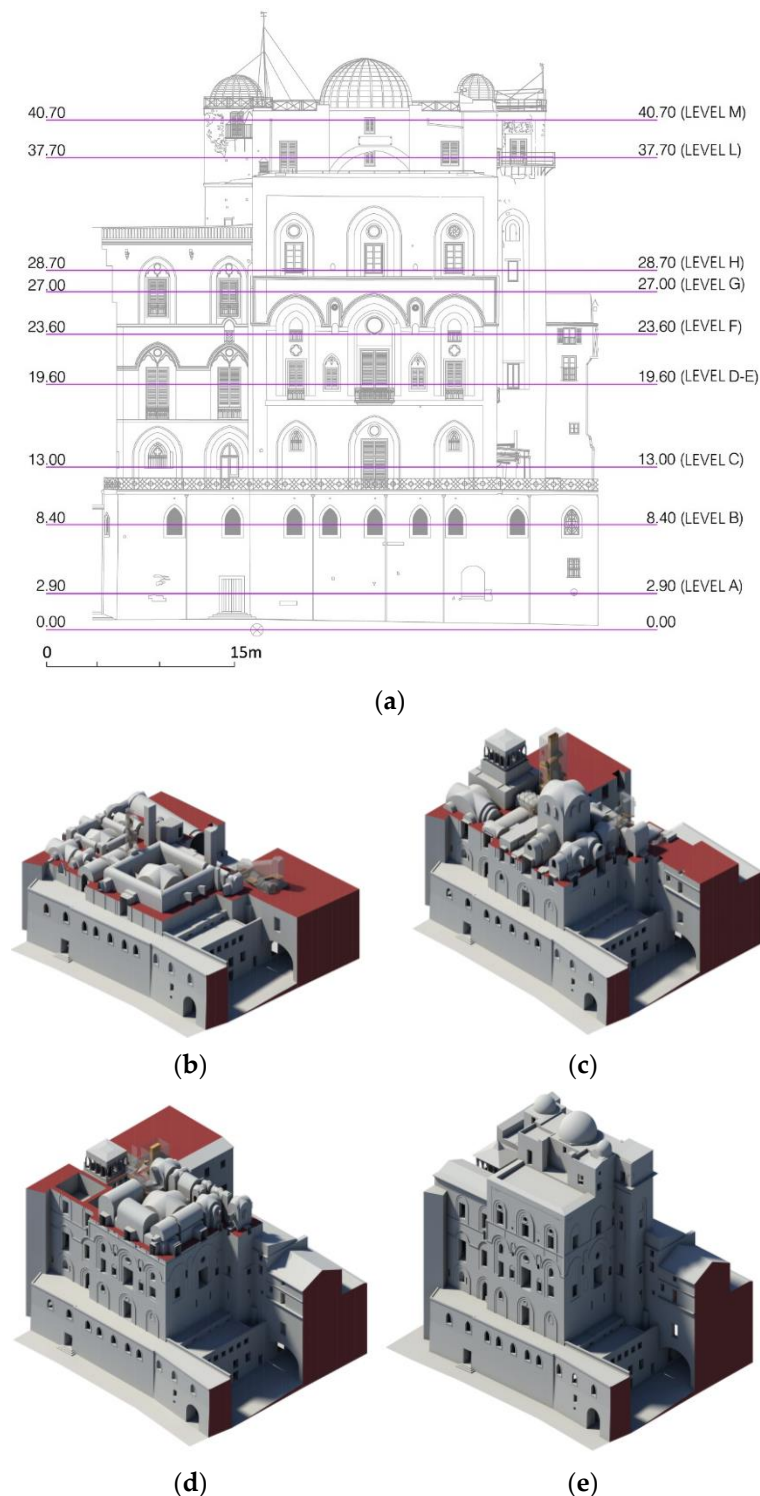 40.70 40.70 (LEVEL M)
37.70 37.70 (LEVEL L)
28.70 28.70 (LEVEL H)
27.00 27.00 (LEVEL G)
23.60 23.60 (LEVEL F)
19.60 19.60 (LEVEL D-E)
13.00 13.00 (LEVEL C)
8.40 8.40 (LEVEL B)
2.90 2.90 (LEVEL A)
0.00 0.00
0 15m
(a)
(b) (c)
(d) (e)